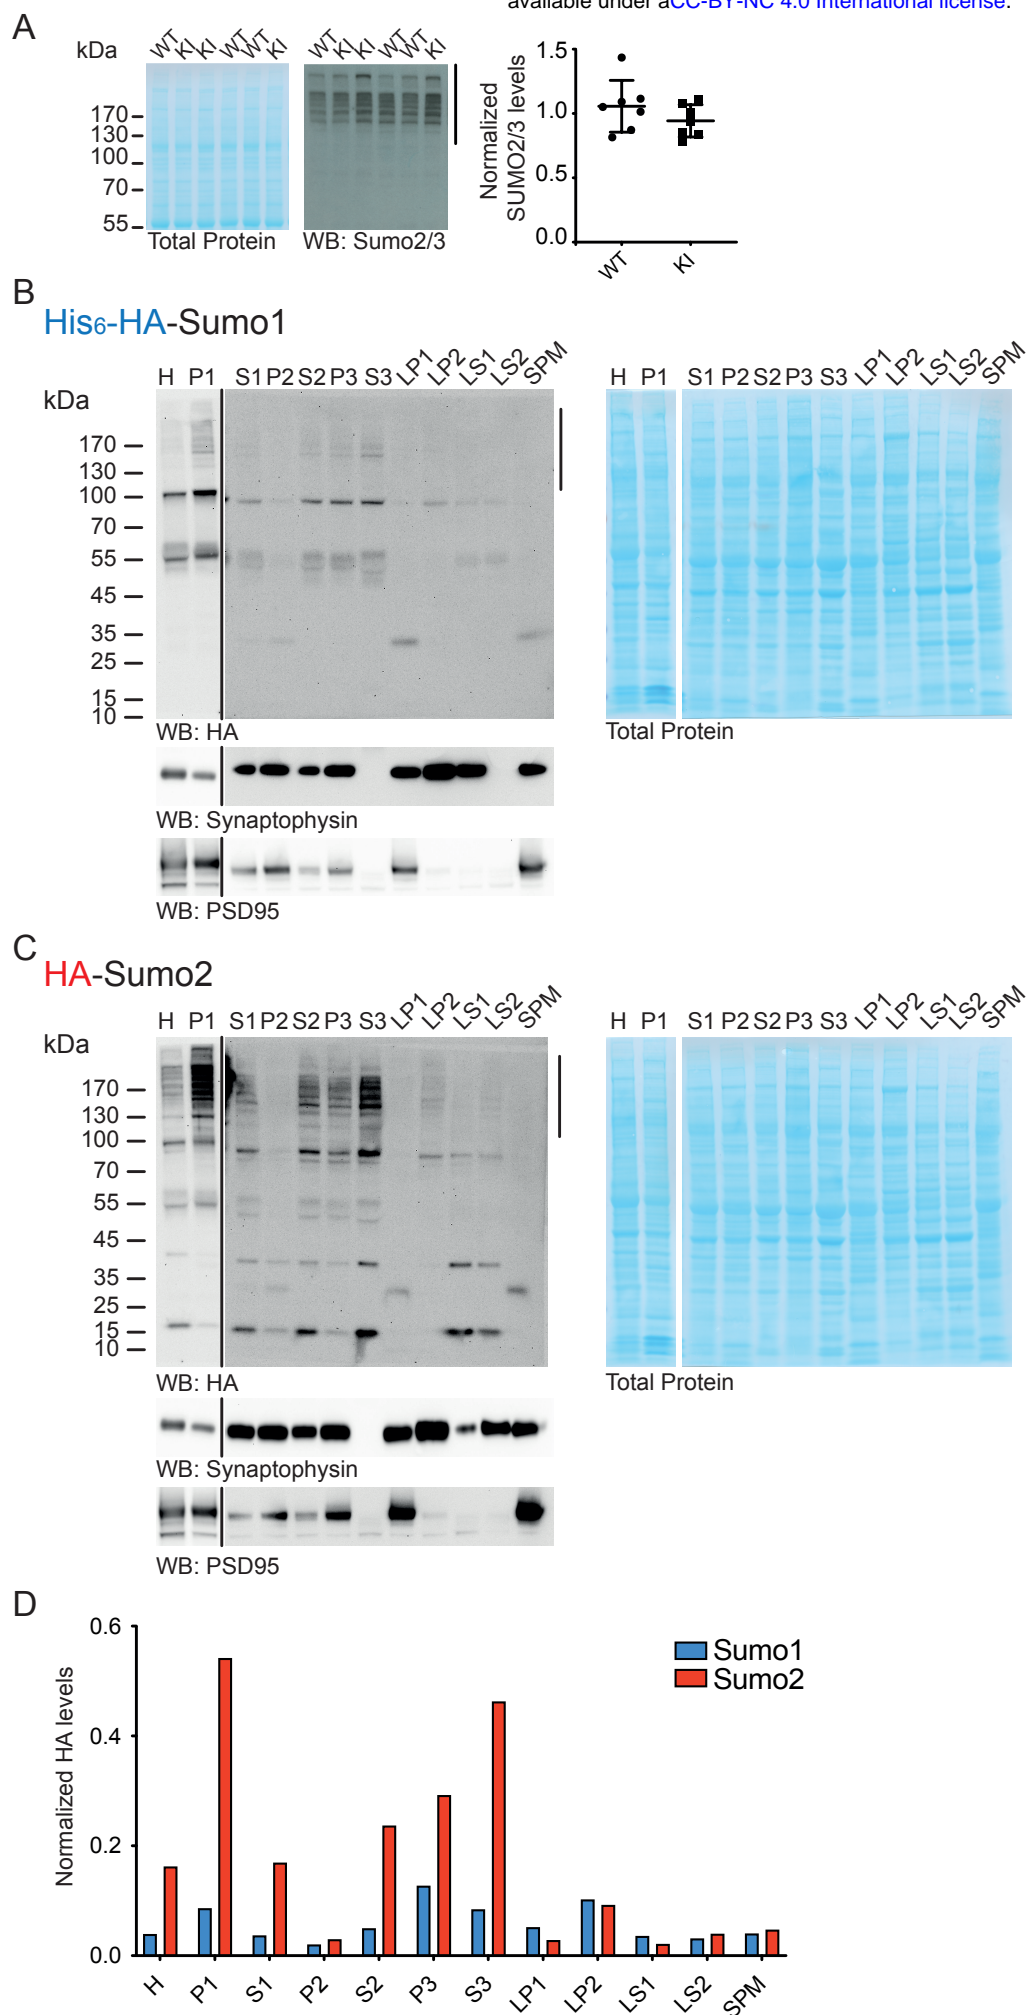 available under aCC-BY-NC 4.0 International license.
A
kDa
WT KI KI WT WT KI
WT KI KI WT WT KI
170
130
100
70
55
Total Protein
WB: Sumo2/3
Normalized
SUMO2/3 levels
1.5
1.0
0.5
0.0
WT
KI
B
His6-HA-Sumo1
H P1 S1 P2 S2 P3 S3 LP1 LP2 LS1 LS2 SPM
H P1 S1 P2 S2 P3 S3 LP1 LP2 LS1 LS2 SPM
kDa
170
130
100
70
55
45
35
25
15
10
WB: HA
Total Protein
WB: Synaptophysin
WB: PSD95
C
HA-Sumo2
H P1 S1 P2 S2 P3 S3 LP1 LP2 LS1 LS2 SPM
H P1 S1 P2 S2 P3 S3 LP1 LP2 LS1 LS2 SPM
kDa
170
130
100
70
55
45
35
25
15
10
WB: HA
Total Protein
WB: Synaptophysin
WB: PSD95
D
Normalized HA levels
0.6
0.4
0.2
0.0
Sumo1
Sumo2
H P1 S1 P2 S2 P3 S3 LP1 LP2 LS1 LS2 SPM